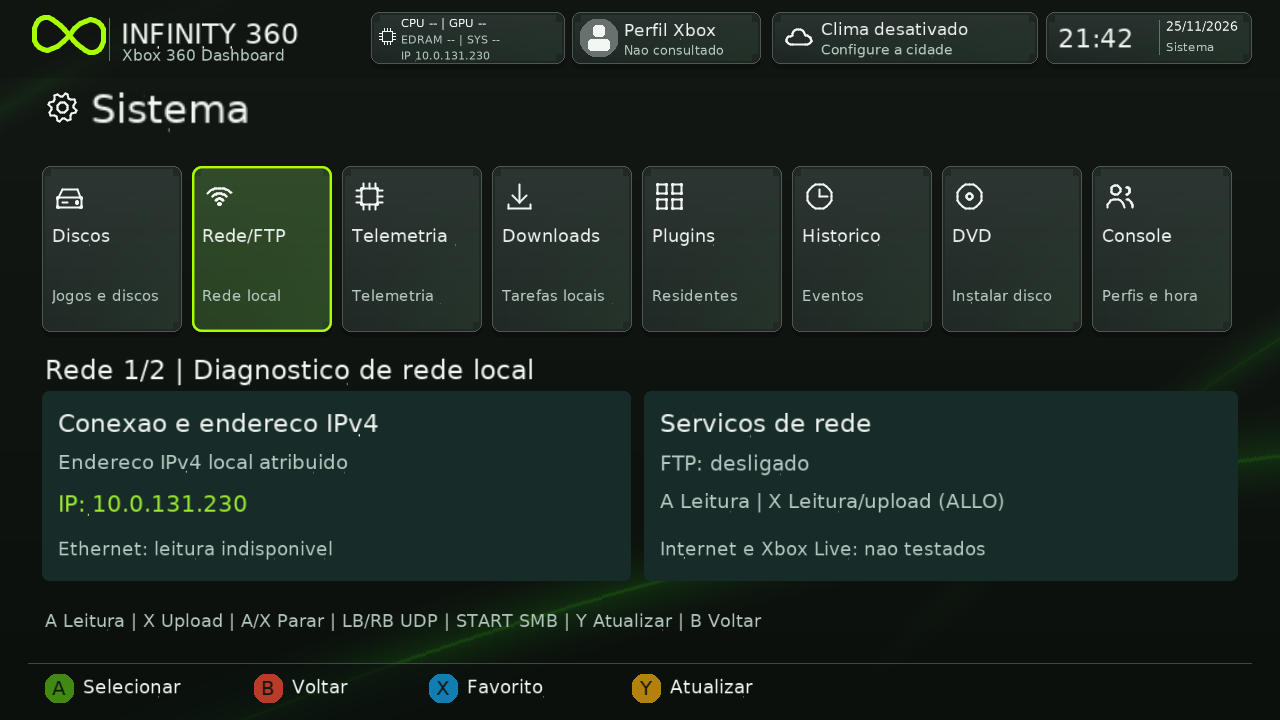 INFINITY 360
Xbox 360 Dashboard
CPU -- | GPU --
EDRAM -- | SYS --
IP 10.0.131.230
Perfil Xbox
Nao consultado
Clima desativado
Configure a cidade
21:42
25/11/2026
Sistema
Sistema
Discos
Jogos e discos
Rede/FTP
Rede local
Telemetria
Telemetria
Downloads
Tarefas locais
Plugins
Residentes
Historico
Eventos
DVD
Instalar disco
Console
Perfis e hora
Rede 1/2 | Diagnostico de rede local
Conexao e endereco IPv4
Endereco IPv4 local atribuido
IP: 10.0.131.230
Ethernet: leitura indisponivel
Servicos de rede
FTP: desligado
A Leitura | X Leitura/upload (ALLO)
Internet e Xbox Live: nao testados
A Leitura | X Upload | A/X Parar | LB/RB UDP | START SMB | Y Atualizar | B Voltar
A Selecionar
B Voltar
X Favorito
Y Atualizar